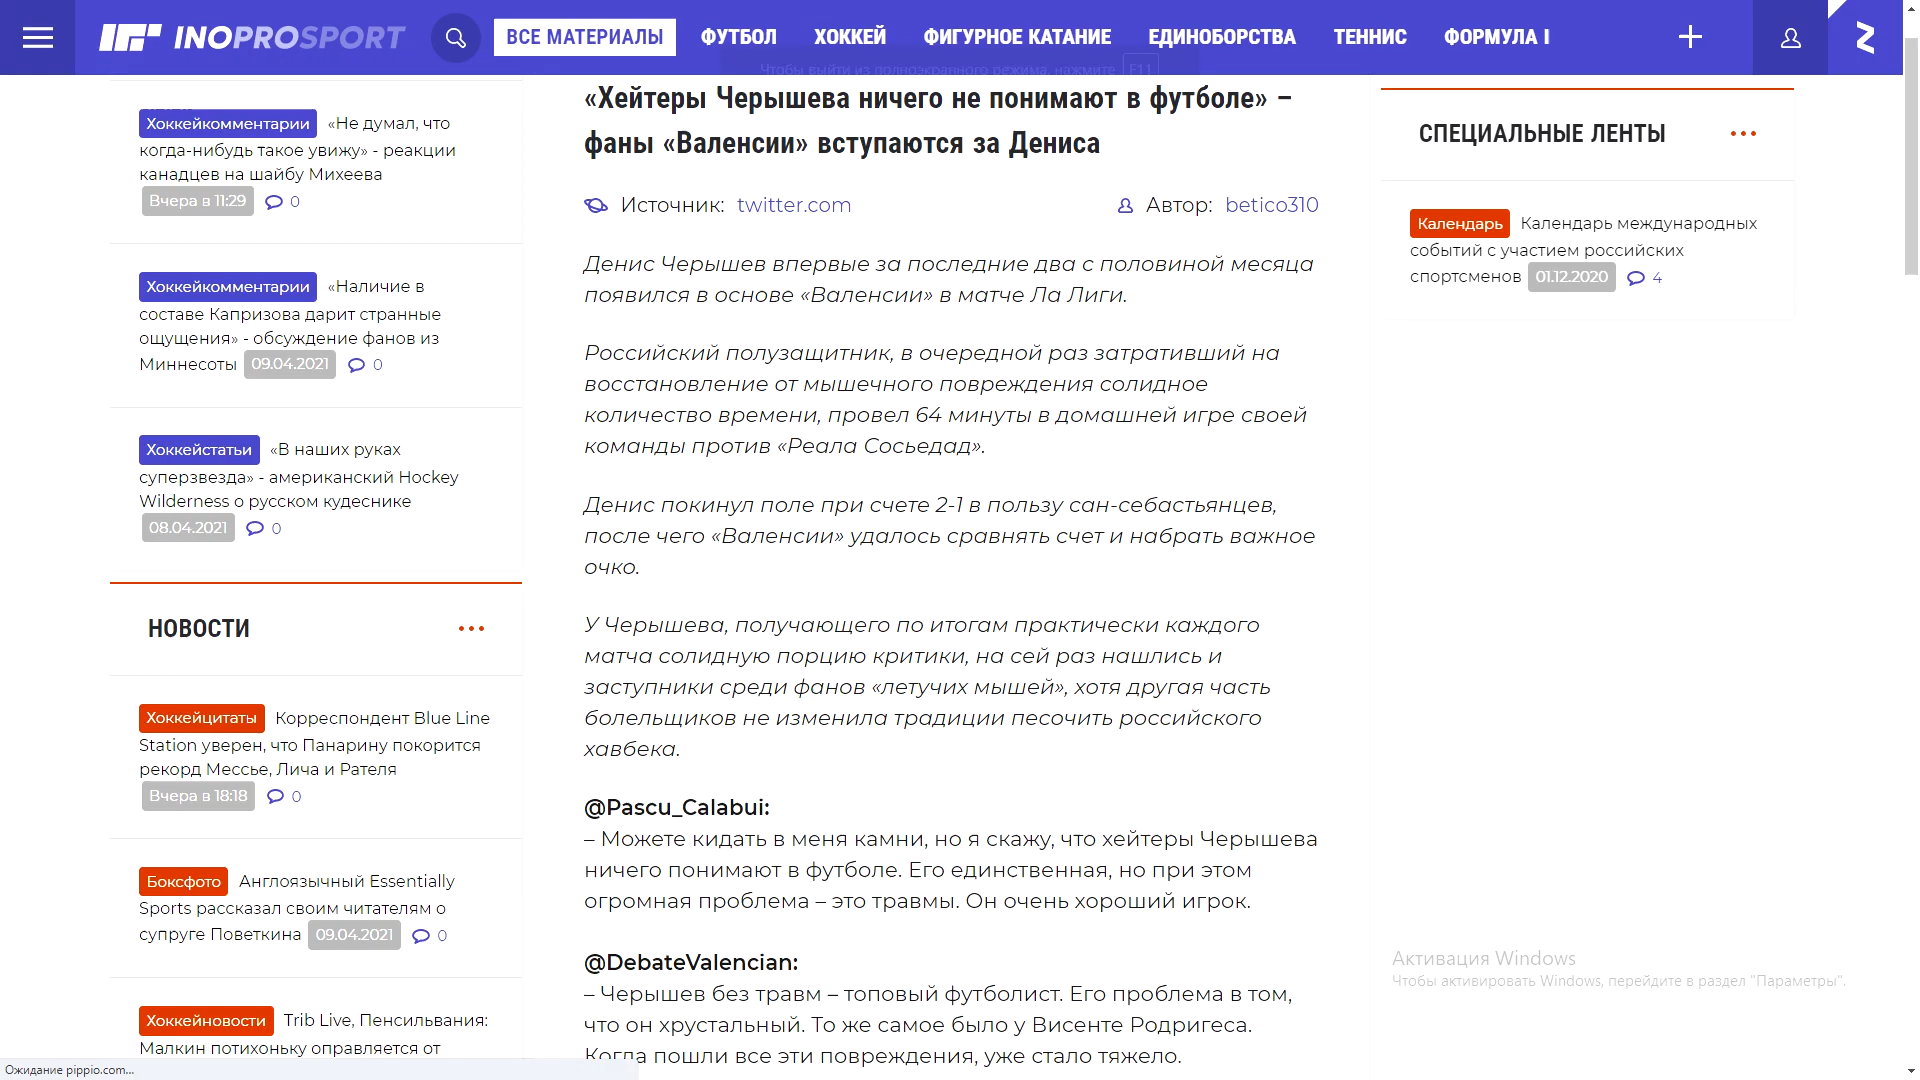 INOPROSPORT
ВСЕ МАТЕРИАЛЫ
ФУТБОЛ
ХОККЕЙ
ФИГУРНОЕ КАТАНИЕ
ЕДИНОБОРСТВА
ТЕННИС
ФОРМУЛА I
Чтобы выйти из полноэкранного режима, нажмите F11
Хоккейкомментарии «Не думал, что
когда-нибудь такое увижу» - реакции
канадцев на шайбу Михеева
Вчера в 11:29 0
Хоккейкомментарии «Наличие в
составе Капризова дарит странные
ощущения» - обсуждение фанов из
Миннесоты 09.04.2021 0
Хоккейстатьи «В наших руках
суперзвезда» - американский Hockey
Wilderness о русском кудеснике
08.04.2021 0
НОВОСТИ
Хоккейцитаты Корреспондент Blue Line
Station уверен, что Панарину покорится
рекорд Мессье, Лича и Рателя
Вчера в 18:18 0
Боксфото Англоязычный Essentially
Sports рассказал своим читателям о
супруге Поветкина 09.04.2021 0
Хоккейновости Trib Live, Пенсильвания:
Малкин потихоньку оправляется от
«Хейтеры Черышева ничего не понимают в футболе» –
фаны «Валенсии» вступаются за Дениса
Источник: twitter.com
Автор: betico310
Денис Черышев впервые за последние два с половиной месяца
появился в основе «Валенсии» в матче Ла Лиги.
Российский полузащитник, в очередной раз затративший на
восстановление от мышечного повреждения солидное
количество времени, провел 64 минуты в домашней игре своей
команды против «Реала Сосьедад».
Денис покинул поле при счете 2-1 в пользу сан-себастьянцев,
после чего «Валенсии» удалось сравнять счет и набрать важное
очко.
У Черышева, получающего по итогам практически каждого
матча солидную порцию критики, на сей раз нашлись и
заступники среди фанов «летучих мышей», хотя другая часть
болельщиков не изменила традиции песочить российского
хавбека.
@Pascu_Calabui:
– Можете кидать в меня камни, но я скажу, что хейтеры Черышева
ничего понимают в футболе. Его единственная, но при этом
огромная проблема – это травмы. Он очень хороший игрок.
@DebateValencian:
– Черышев без травм – топовый футболист. Его проблема в том,
что он хрустальный. То же самое было у Висенте Родригеса.
Когда пошли все эти повреждения, уже стало тяжело.
СПЕЦИАЛЬНЫЕ ЛЕНТЫ
Календарь Календарь международных
событий с участием российских
спортсменов 01.12.2020 4
Активация Windows
Чтобы активировать Windows, перейдите в раздел "Параметры".
Ожидание pippio.com...